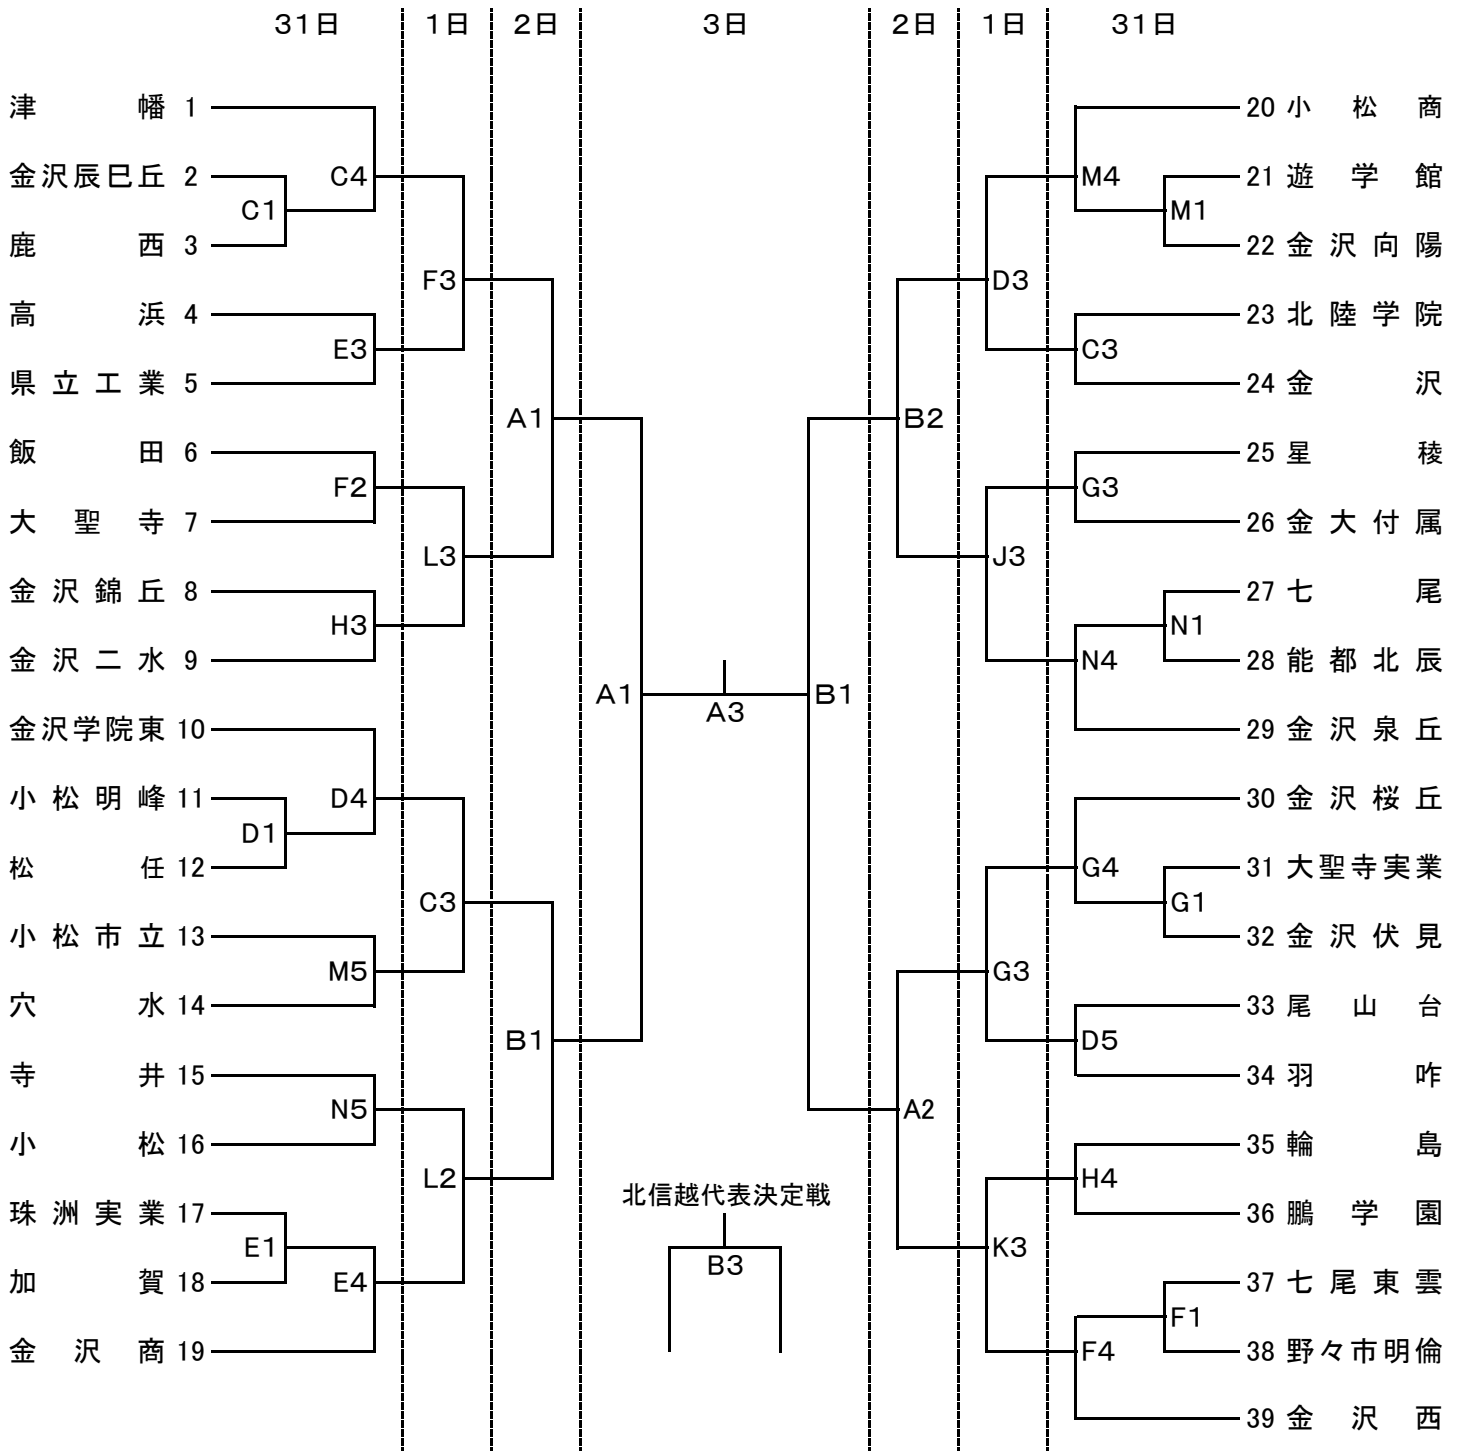 31日 1日 2日 3日 2日 1日 31日
津幡 1
20 小松商
金沢辰巳丘 2
C4
M4
21 遊学館
C1
M1
鹿西 3
22 金沢向陽
F3
D3
高浜 4
23 北陸学院
E3
C3
県立工業 5
24 金沢
A1
B2
飯田 6
25 星稜
F2
G3
大聖寺 7
26 金大付属
L3
J3
金沢錦丘 8
27 七尾
H3
N1
金沢二水 9
N4
28 能都北辰
A1
A3
B1
金沢学院東 10
29 金沢泉丘
小松明峰 11
D4
30 金沢桜丘
D1
松任 12
G4
31 大聖寺実業
C3
G1
小松市立 13
32 金沢伏見
M5
G3
穴水 14
33 尾山台
B1
D5
寺井 15
34 羽咋
N5
A2
小松 16
35 輪島
L2
北信越代表決定戦
H4
珠洲実業 17
36 鵬学園
E1
B3
K3
加賀 18
E4
37 七尾東雲
F1
金沢商 19
F4
38 野々市明倫
39 金沢西